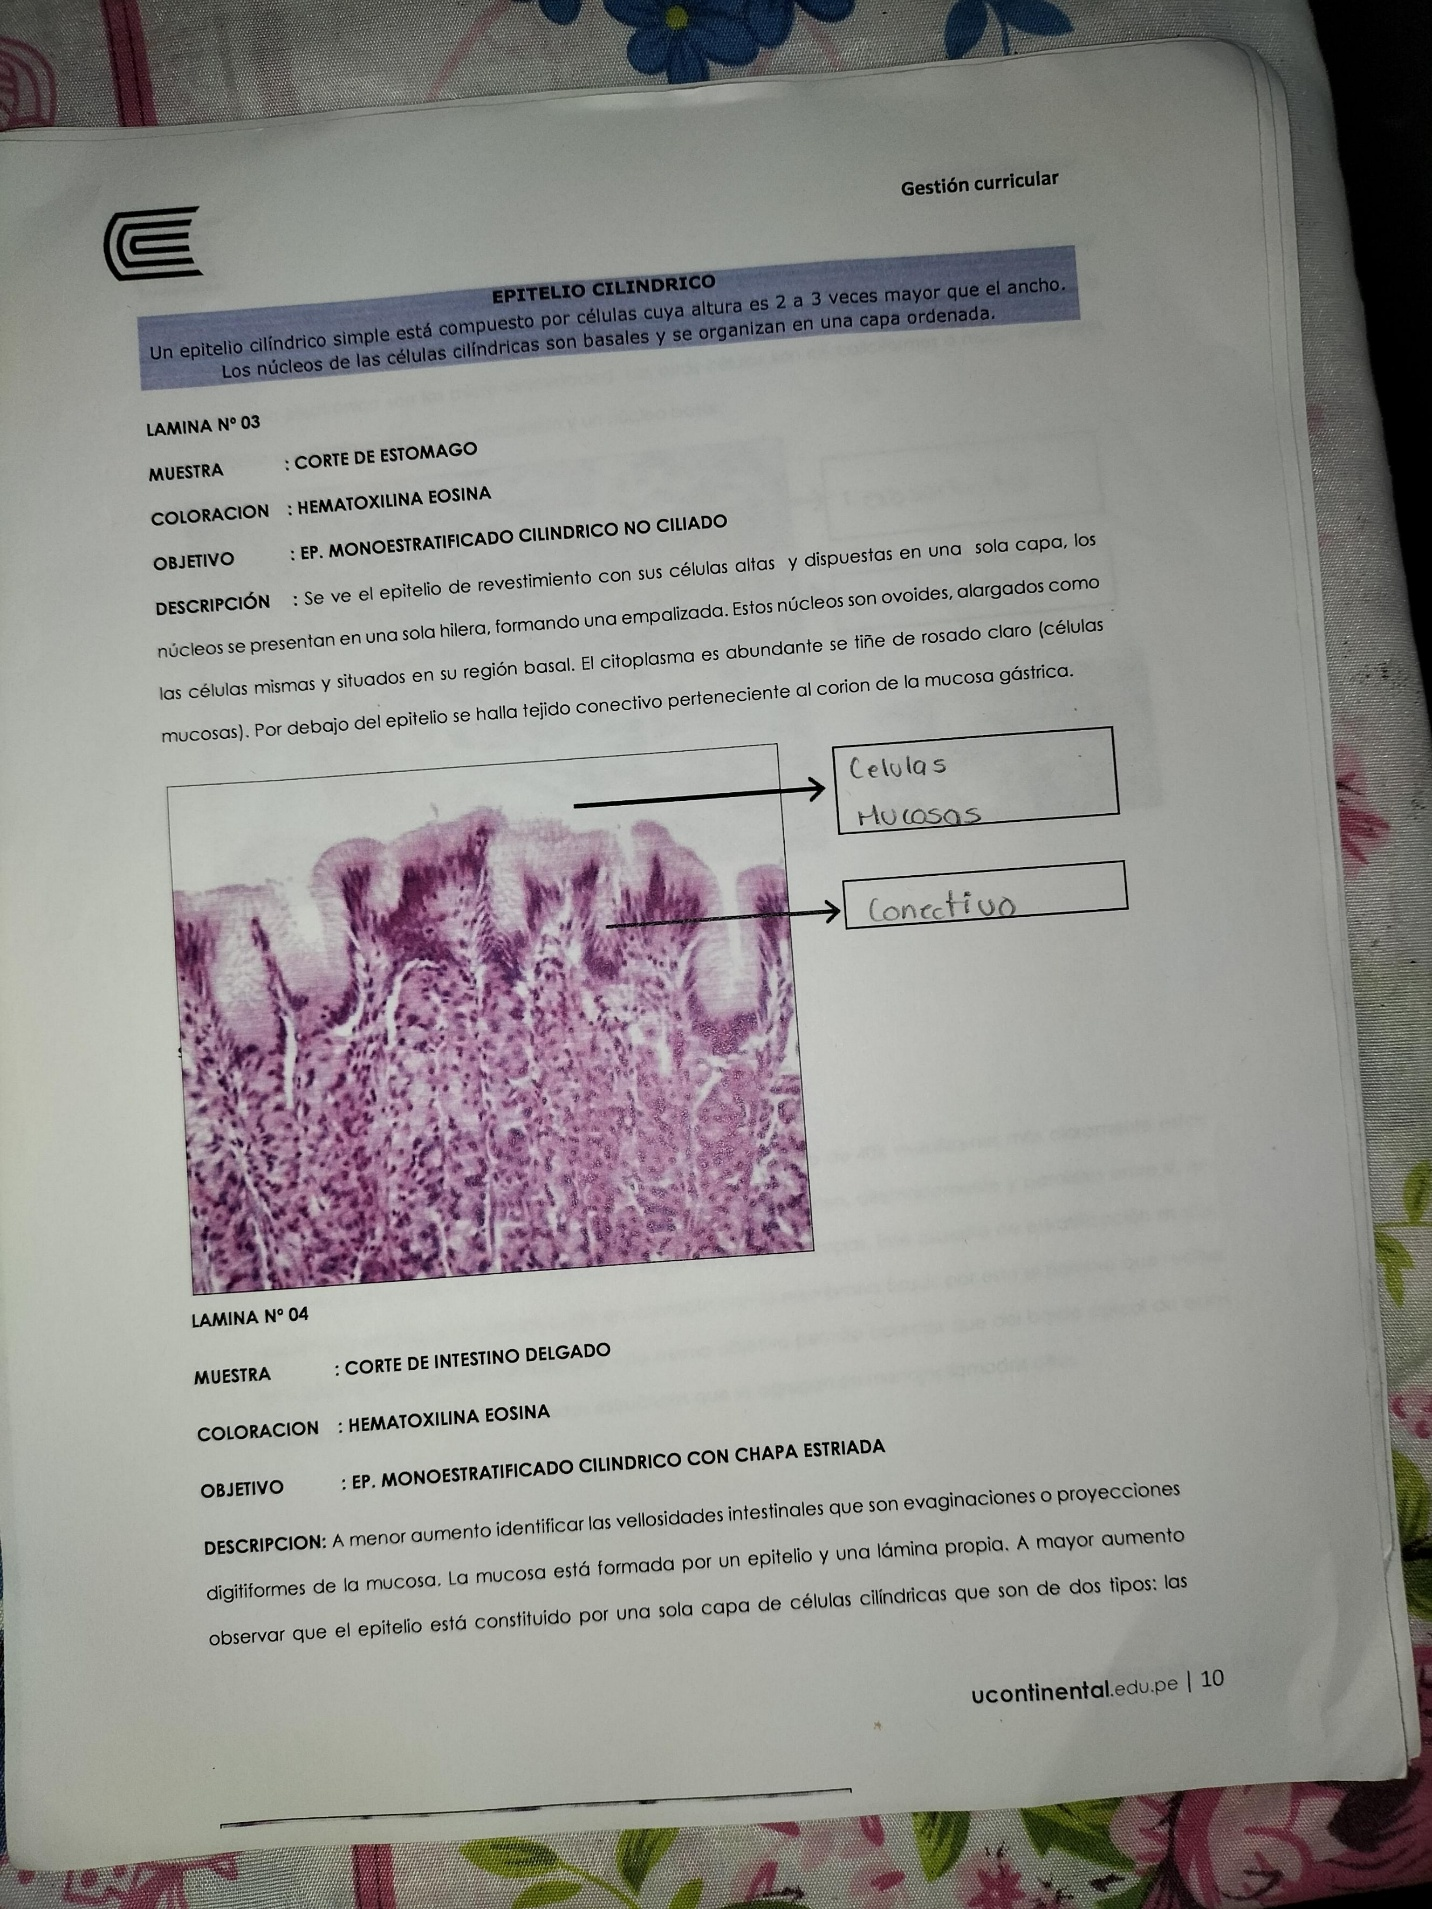 Gestión curricular
EPITELIO CILINDRICO
Un epitelio cilíndrico simple está compuesto por células cuya altura es 2 a 3 veces mayor que el ancho.
Los núcleos de las células cilíndricas son basales y se organizan en una capa ordenada.
LAMINA Nº 03
MUESTRA : CORTE DE ESTOMAGO
COLORACION : HEMATOXILINA EOSINA
OBJETIVO : EP. MONOESTRATIFICADO CILINDRICO NO CILIADO
DESCRIPCIÓN : Se ve el epitelio de revestimiento con sus células altas y dispuestas en una sola capa, los
núcleos se presentan en una sola hilera, formando una empalizada. Estos núcleos son ovoides, alargados como
las células mismas y situados en su región basal. El citoplasma es abundante se tiñe de rosado claro (células
mucosas). Por debajo del epitelio se halla tejido conectivo perteneciente al corion de la mucosa gástrica.
Celulas
Mucosas
Conectivo
LAMINA Nº 04
MUESTRA : CORTE DE INTESTINO DELGADO
COLORACION : HEMATOXILINA EOSINA
OBJETIVO : EP. MONOESTRATIFICADO CILINDRICO CON CHAPA ESTRIADA
DESCRIPCION: A menor aumento identificar las vellosidades intestinales que son evaginaciones o proyecciones
digitiformes de la mucosa. La mucosa está formada por un epitelio y una lámina propia. A mayor aumento
observar que el epitelio está constituido por una sola capa de células cilíndricas que son de dos tipos: las
ucontinental.edu.pe | 10